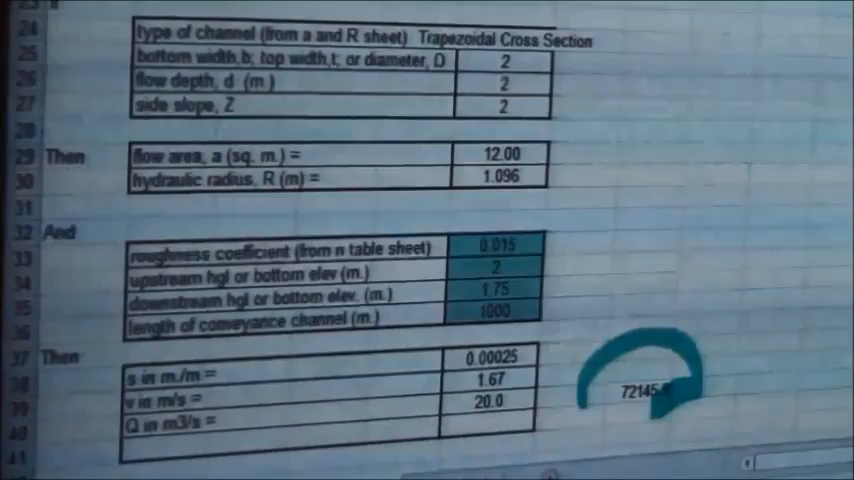 24 type of channel (from a and R sheet) Trapezoidal Cross Section
25 bottom width,b; top width,t; or diameter, D 2
26 flow depth, d (m.) 2
27 side slope, Z 2
28
29 Then flow area, a (sq. m.) = 12.00
30 hydraulic radius, R (m) = 1.096
31
32 And
33 roughness coefficient (from n table sheet) 0.015
34 upstream hgl or bottom elev (m.) 2
35 downstream hgl or bottom elev. (m.) 1.75
36 length of conveyance channel (m.) 1000
37 Then 0.00025
38 s in m./m = 1.67
39 v in m/s = 20.0
40 Q in m3/s =
41
72145